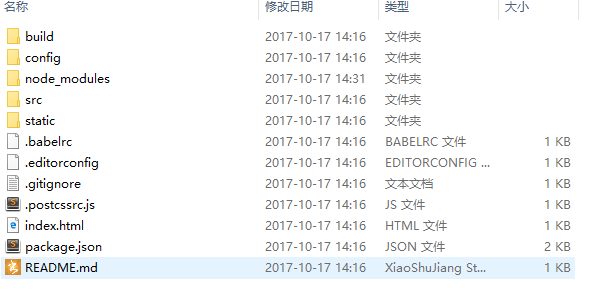 名称 修改日期 类型 大小
build 2017-10-17 14:16 文件夹
config 2017-10-17 14:16 文件夹
node_modules 2017-10-17 14:31 文件夹
src 2017-10-17 14:16 文件夹
static 2017-10-17 14:16 文件夹
.babelrc 2017-10-17 14:16 BABELRC 文件 1 KB
.editorconfig 2017-10-17 14:16 EDITORCONFIG ... 1 KB
.gitignore 2017-10-17 14:16 文本文档 1 KB
.postcssrc.js 2017-10-17 14:16 JS 文件 1 KB
index.html 2017-10-17 14:16 HTML 文件 1 KB
package.json 2017-10-17 14:16 JSON 文件 2 KB
README.md 2017-10-17 14:16 XiaoShuJiang St... 1 KB